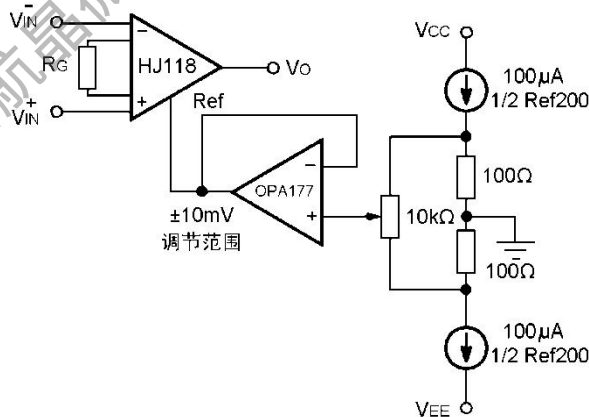 VIN-
VCC
RG
HJ118
VO
100μA
1/2 Ref200
VIN+
Ref
OPA177
100Ω
±10mV
10kΩ
调节范围
100Ω
100μA
1/2 Ref200
VEE